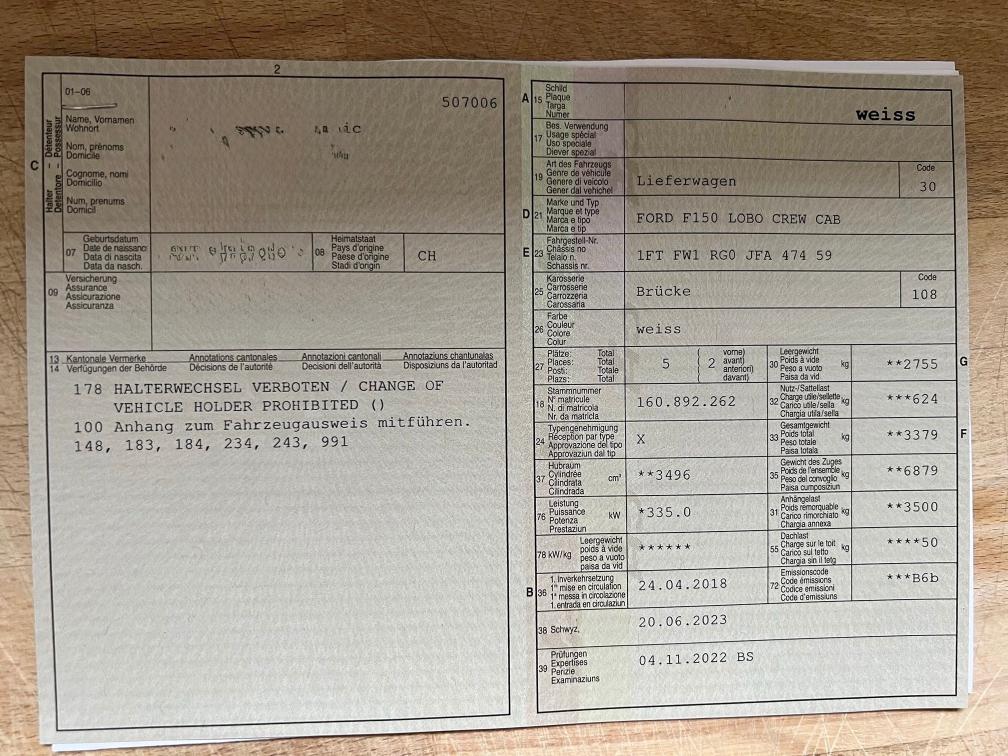 2
01–06
507006
Name, Vornamen
Wohnort
Nom, prénoms
Domicile
Cognome, nomi
Domicilio
Num, prenums
Domicil
C
Halter – Détenteur
Detentore – Possessur
07
Geburtsdatum
Date de naissance
Data di nascita
Data da nasch.
08
Heimatstaat
Pays d'origine
Paese d'origine
Stadi d'origin
CH
09
Versicherung
Assurance
Assicurazione
Assicuranza
13 Kantonale Vermerke Annotations cantonales Annotazioni cantonali Annotaziuns chantunalas
14 Verfügungen der Behörde Décisions de l'autorité Decisioni dell'autorità Disposiziuns da l'autoritad
178 HALTERWECHSEL VERBOTEN / CHANGE OF
VEHICLE HOLDER PROHIBITED ()
100 Anhang zum Fahrzeugausweis mitführen.
148, 183, 184, 234, 243, 991
A 15
Schild
Plaque
Targa
Numer
weiss
17
Bes. Verwendung
Usage spécial
Uso speciale
Diever spezial
19
Art des Fahrzeugs
Genre de véhicule
Genere di veicolo
Gener dal vehichel
Lieferwagen
Code
30
D 21
Marke und Typ
Marque et type
Marca e tipo
Marca e tip
FORD F150 LOBO CREW CAB
E 23
Fahrgestell-Nr.
Châssis no
Telaio n.
Schassis nr.
1FT FW1 RG0 JFA 474 59
25
Karosserie
Carrosserie
Carrozzeria
Carossaria
Brücke
Code
108
26
Farbe
Couleur
Colore
Colur
weiss
27
Plätze: Total
Places: Total
Posti: Totale
Plazs: Total
5
( 2
vorne)
avant)
anteriori)
davant)
30
Leergewicht
Poids à vide
Peso a vuoto
Paisa da vid
kg
**2755
G
18
Stammnummer
N° matricule
N. di matricola
Nr. da matricla
160.892.262
32
Nutz-/Sattellast
Charge utile/sellette
Carico utile/sella
Chargia utila/sella
kg
***624
24
Typengenehmigung
Réception par type
Approvazione del tipo
Approvaziun dal tip
X
33
Gesamtgewicht
Poids total
Peso totale
Paisa totala
kg
**3379
F
37
Hubraum
Cylindrée
Cilindrata
Cilindrada
cm³
**3496
35
Gewicht des Zuges
Poids de l'ensemble
Peso del convoglio
Paisa cumposiziun
kg
**6879
76
Leistung
Puissance
Potenza
Prestaziun
kW
*335.0
31
Anhängelast
Poids remorquable
Carico rimorchiato
Chargia annexa
kg
**3500
78 kW/kg
Leergewicht
poids à vide
peso a vuoto
paisa da vid
******
55
Dachlast
Charge sur le toit
Carico sul tetto
Chargia sin il tetg
kg
****50
B 36
1. Inverkehrsetzung
1re mise en circulation
1a messa in circolazione
1. entrada en circulaziun
24.04.2018
72
Emissionscode
Code émissions
Codice emissioni
Code d'emissiuns
***B6b
38 Schwyz,
20.06.2023
39
Prüfungen
Expertises
Perizie
Examinaziuns
04.11.2022 BS